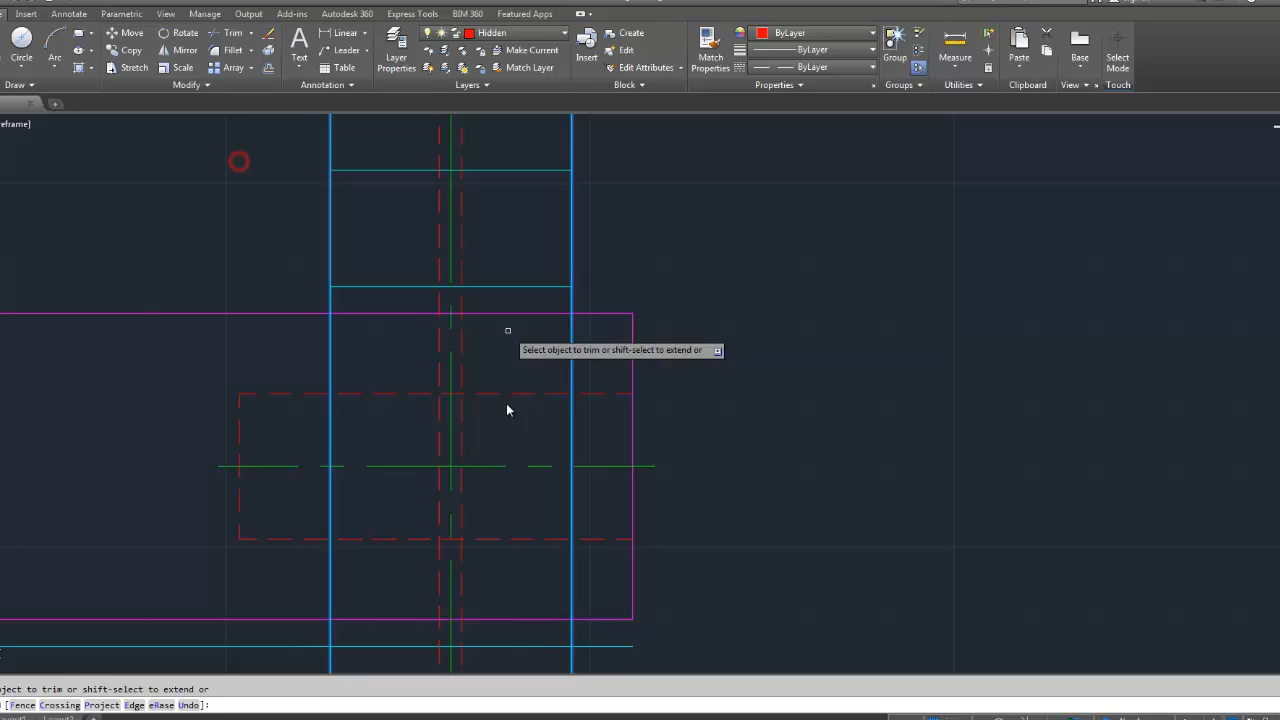 Insert Annotate Parametric View Manage Output Add-ins Autodesk 360 Express Tools BIM 360 Featured Apps
Move Rotate Trim Linear Hidden Create ByLayer
Copy Mirror Fillet Leader Make Current Edit ByLayer
Circle Arc Text Layer Properties Insert Match Properties Group Measure Paste Base Select Mode
Stretch Scale Array Table Match Layer Edit Attributes ByLayer
Draw Modify Annotation Layers Block Properties Groups Utilities Clipboard View Touch
eframe]
Select object to trim or shift-select to extend or
bject to trim or shift-select to extend or
[Fence Crossing Project Edge eRase Undo]: